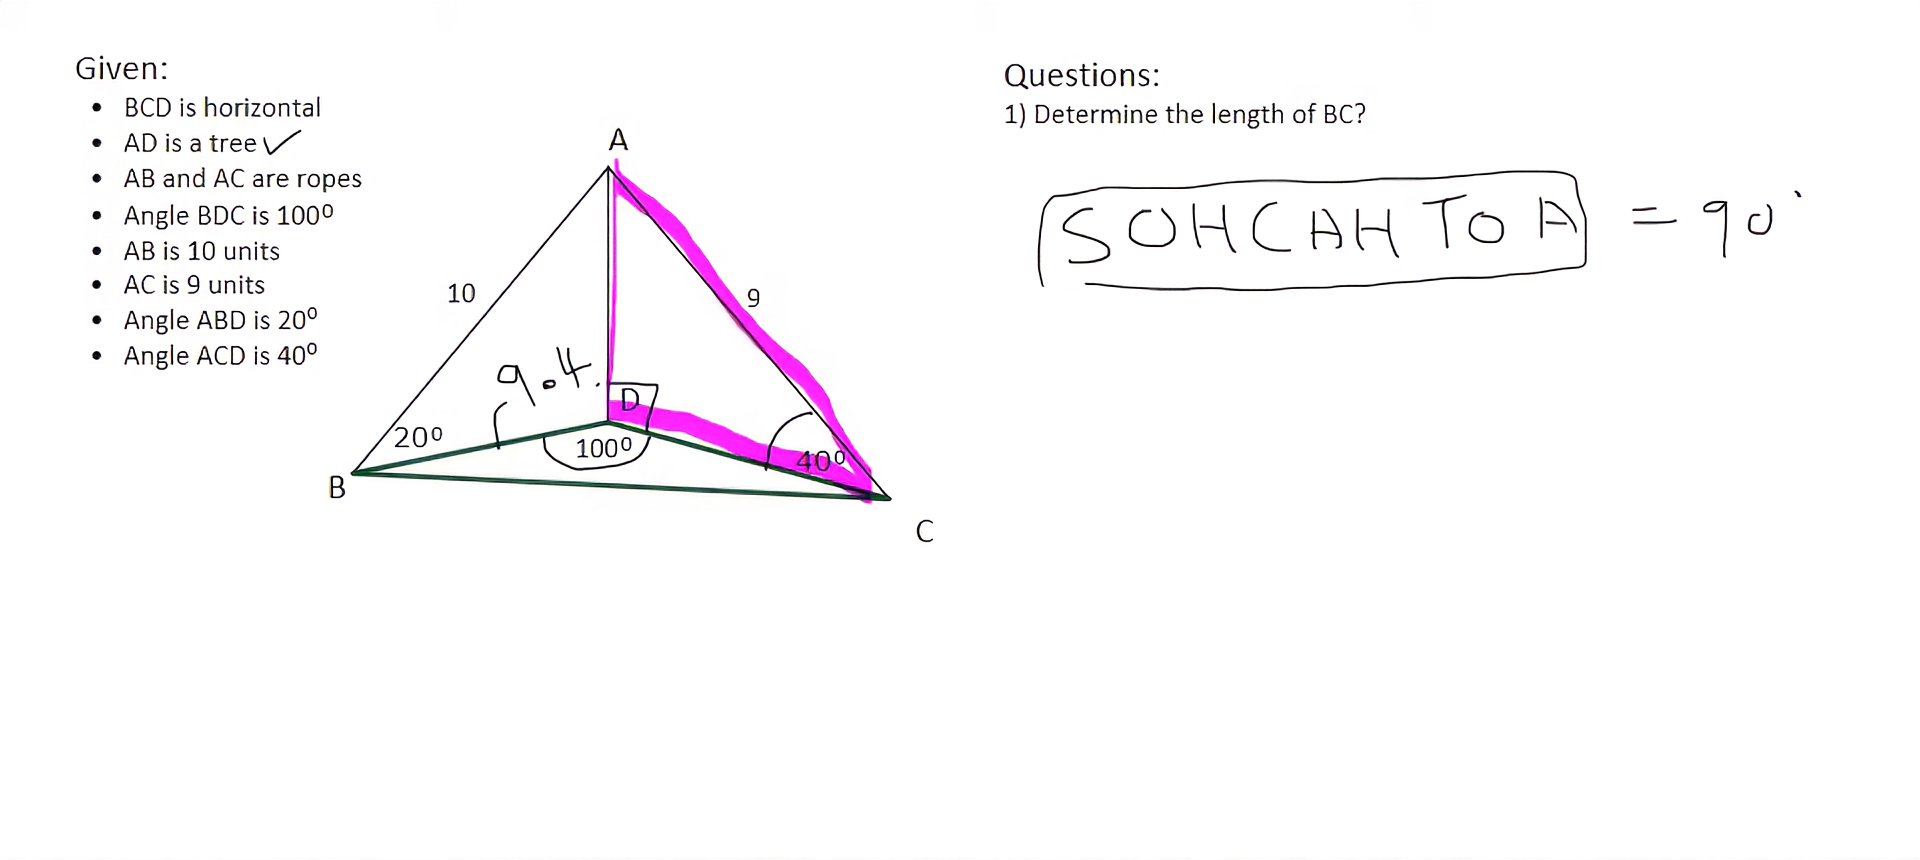 Given:
• BCD is horizontal
• AD is a tree ✓
• AB and AC are ropes
• Angle BDC is 100⁰
• AB is 10 units
• AC is 9 units
• Angle ABD is 20⁰
• Angle ACD is 40⁰
A
10
9
9.4.
D
20⁰
100⁰
40⁰
B
C
Questions:
1) Determine the length of BC?
SOHCAHTOA = 90°